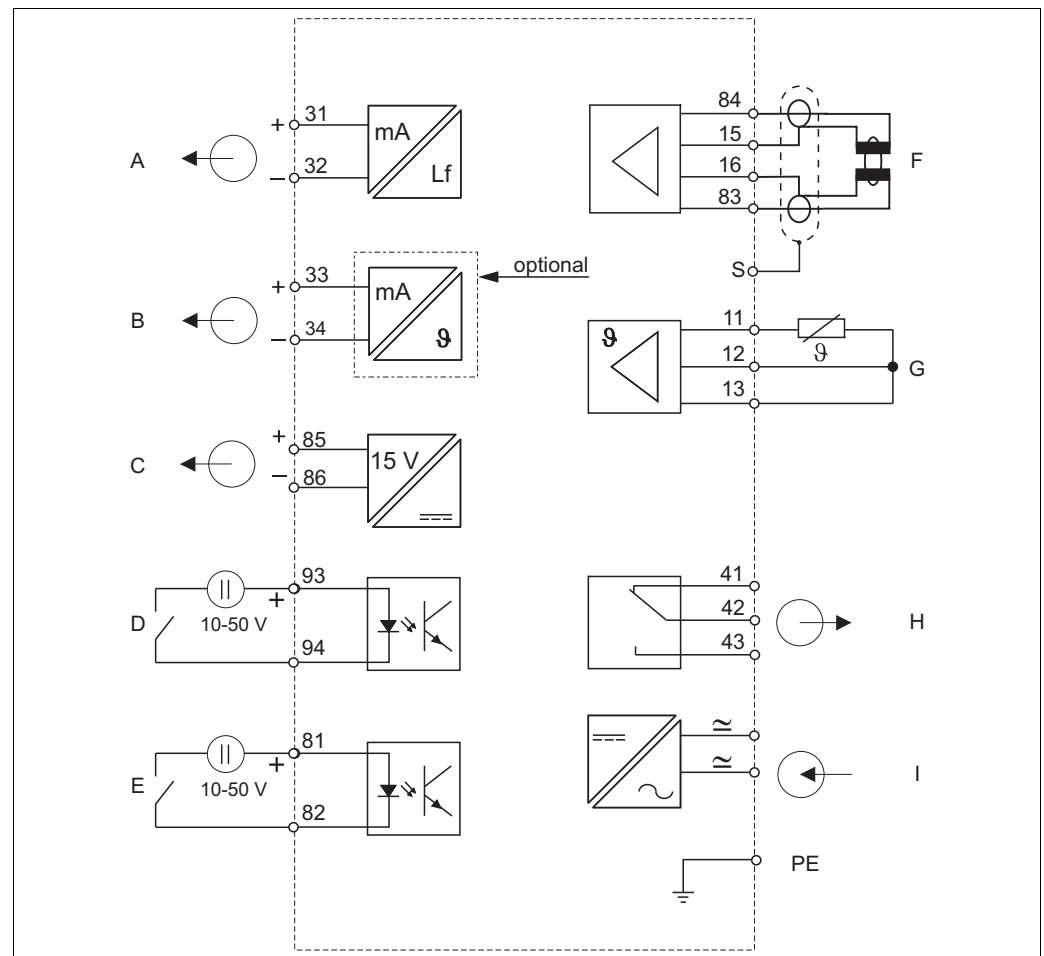 A
+ 31
– 32
mA
Lf
B
+ 33
– 34
mA
ϑ
optional
C
+ 85
– 86
15 V
D
10-50 V
+ 93
94
E
10-50 V
+ 81
82
84
15
16
83
F
S
ϑ
11
12
13
ϑ
G
41
42
43
H
≃
≃
I
PE